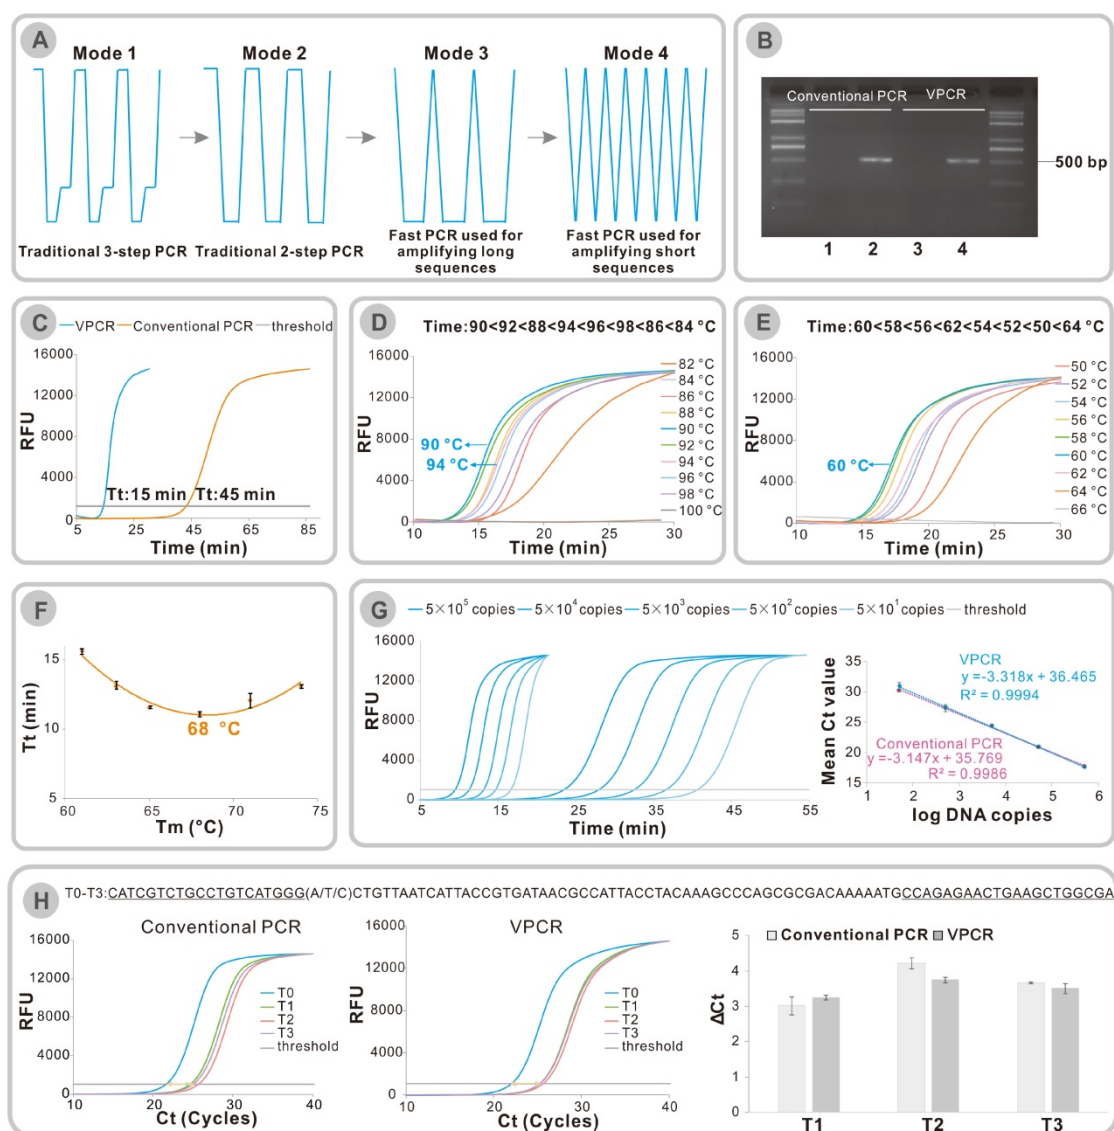 A
Mode 1
Mode 2
Mode 3
Mode 4
Traditional 3-step PCR
Traditional 2-step PCR
Fast PCR used for
amplifying long
sequences
Fast PCR used for
amplifying short
sequences
B
Conventional PCR
VPCR
500 bp
1 2 3 4
C
VPCR Conventional PCR threshold
16000
12000
8000
4000
0
RFU
Tt:15 min Tt:45 min
5 25 45 65 85
Time (min)
D
Time:90<92<88<94<96<98<86<84 °C
16000
12000
8000
4000
0
RFU
90 °C
94 °C
82 °C
84 °C
86 °C
88 °C
90 °C
92 °C
94 °C
96 °C
98 °C
100 °C
10 15 20 25 30
Time (min)
E
Time:60<58<56<62<54<52<50<64 °C
16000
12000
8000
4000
0
RFU
60 °C
50 °C
52 °C
54 °C
56 °C
58 °C
60 °C
62 °C
64 °C
66 °C
10 15 20 25 30
Time (min)
F
15
10
5
Tt (min)
68 °C
60 65 70 75
Tm (°C)
G
5×10⁵ copies 5×10⁴ copies 5×10³ copies 5×10² copies 5×10¹ copies threshold
16000
12000
8000
4000
0
RFU
5 15 25 35 45 55
Time (min)
35
30
25
20
15
Mean Ct value
VPCR
y =-3.318x + 36.465
R² = 0.9994
Conventional PCR
y =-3.147x + 35.769
R² = 0.9986
1 2 3 4 5 6
log DNA copies
H
T0-T3:CATCGTCTGCCTGTCATGGG(A/T/C)CTGTTAATCATTACCGTGATAACGCCATTACCTACAAAGCCCAGCGCGACAAAAATGCCAGAGAACTGAAGCTGGCGA
Conventional PCR
16000
12000
8000
4000
0
RFU
T0
T1
T2
T3
threshold
10 20 30 40
Ct (Cycles)
VPCR
16000
12000
8000
4000
0
RFU
T0
T1
T2
T3
threshold
10 20 30 40
Ct (Cycles)
Conventional PCR VPCR
5
4
3
2
1
0
ΔCt
T1 T2 T3